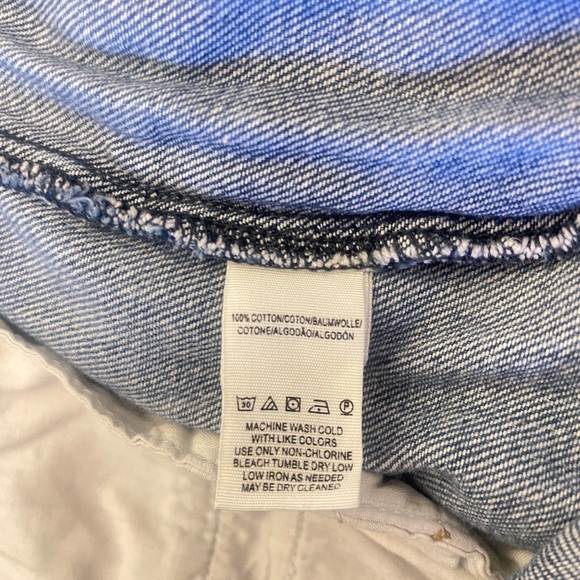 100% COTTON/COTON/BAUMWOLLE/
COTONE/ALGODÃO/ALGODÓN
30 P
MACHINE WASH COLD
WITH LIKE COLORS
USE ONLY NON-CHLORINE
BLEACH TUMBLE DRY LOW
LOW IRON AS NEEDED
MAY BE DRY CLEANED